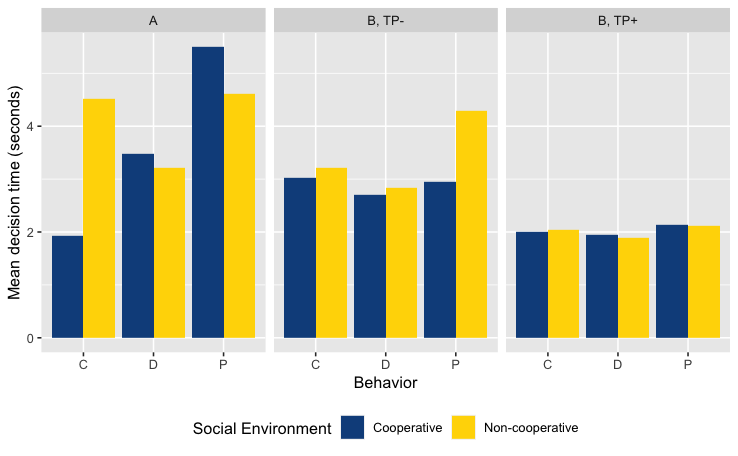 A B, TP- B, TP+
Mean decision time (seconds)
4
2
0
C D P C D P C D P
Behavior
Social Environment Cooperative Non-cooperative